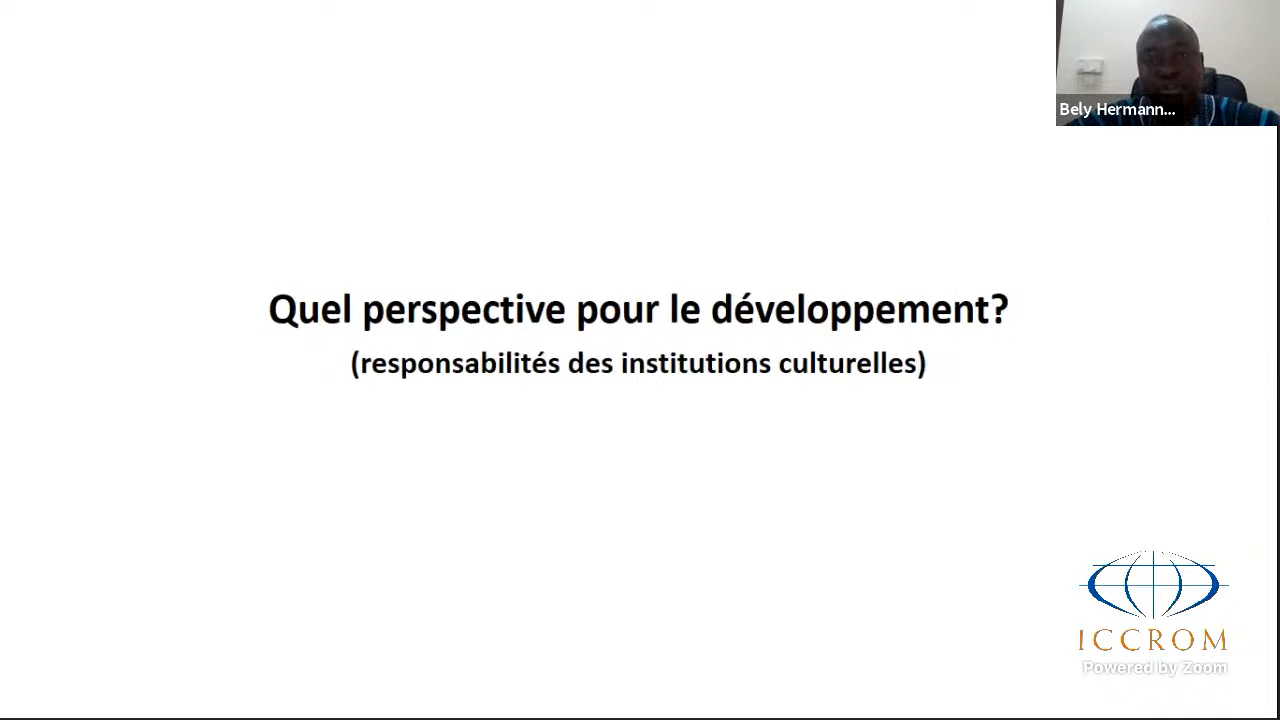 Bely Hermann...
Quel perspective pour le développement?
(responsabilités des institutions culturelles)
ICCROM
Powered by Zoom